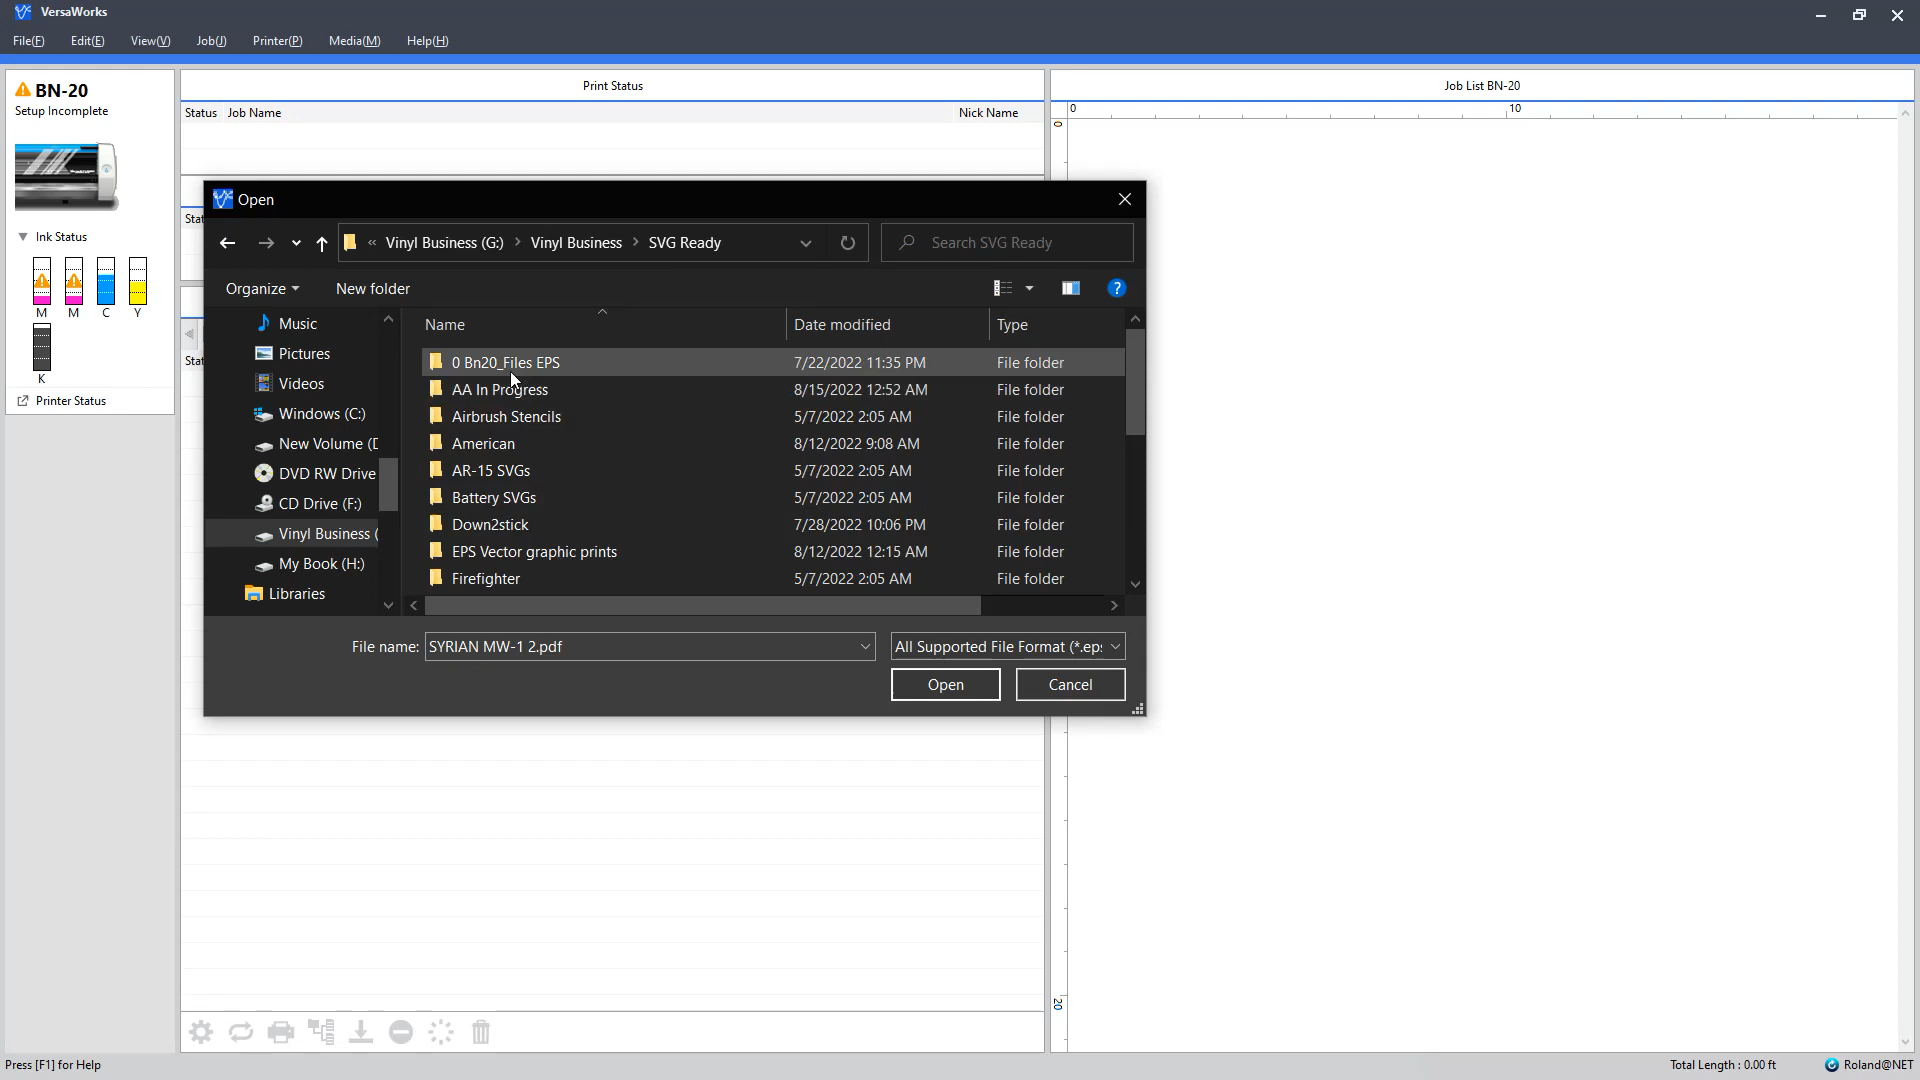 VersaWorks
File(F) Edit(E) View(V) Job(J) Printer(P) Media(M) Help(H)
BN-20
Setup Incomplete
Ink Status
M M C Y
K
Printer Status
Print Status
Status Job Name Nick Name
Stat
Stat
Job List BN-20
0 10
0
20
Open
« Vinyl Business (G:) > Vinyl Business > SVG Ready
Search SVG Ready
Organize New folder
?
Music
Pictures
Videos
Windows (C:)
New Volume (D
DVD RW Drive
CD Drive (F:)
Vinyl Business (
My Book (H:)
Libraries
Name Date modified Type
0 Bn20_Files EPS 7/22/2022 11:35 PM File folder
AA In Progress 8/15/2022 12:52 AM File folder
Airbrush Stencils 5/7/2022 2:05 AM File folder
American 8/12/2022 9:08 AM File folder
AR-15 SVGs 5/7/2022 2:05 AM File folder
Battery SVGs 5/7/2022 2:05 AM File folder
Down2stick 7/28/2022 10:06 PM File folder
EPS Vector graphic prints 8/12/2022 12:15 AM File folder
Firefighter 5/7/2022 2:05 AM File folder
File name: SYRIAN MW-1 2.pdf All Supported File Format (*.eps
Open Cancel
Press [F1] for Help
Total Length : 0.00 ft Roland@NET